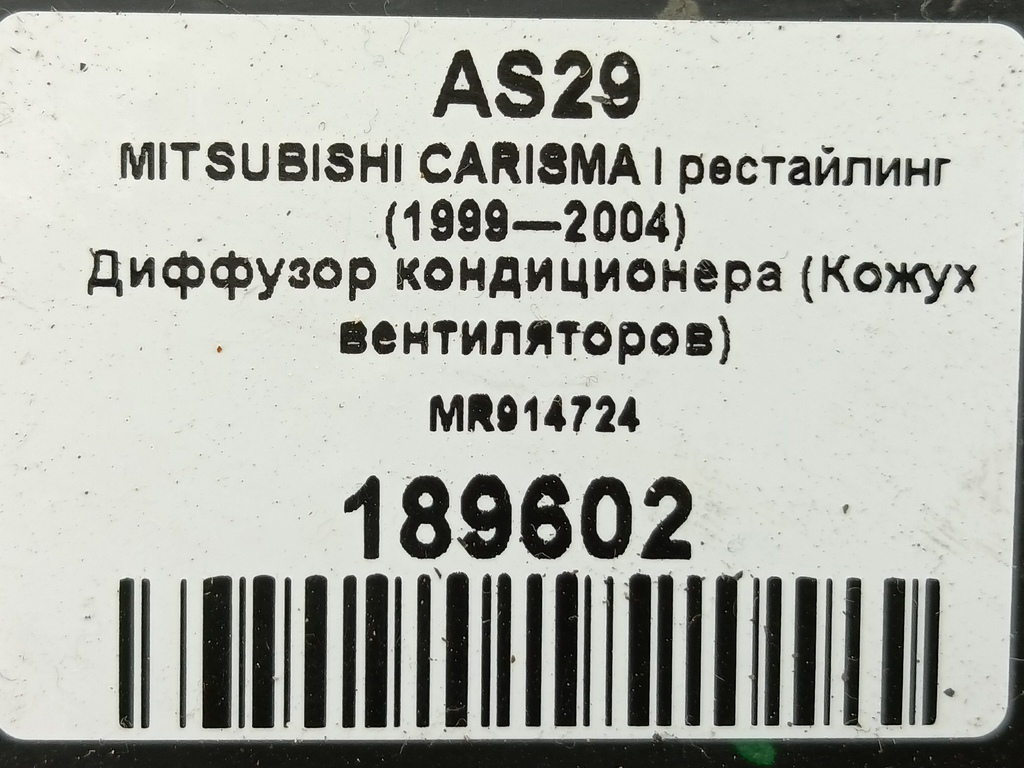 AS29
MITSUBISHI CARISMA I рестайлинг
(1999—2004)
Диффузор кондиционера (Кожух
вентиляторов)
MR914724
189602